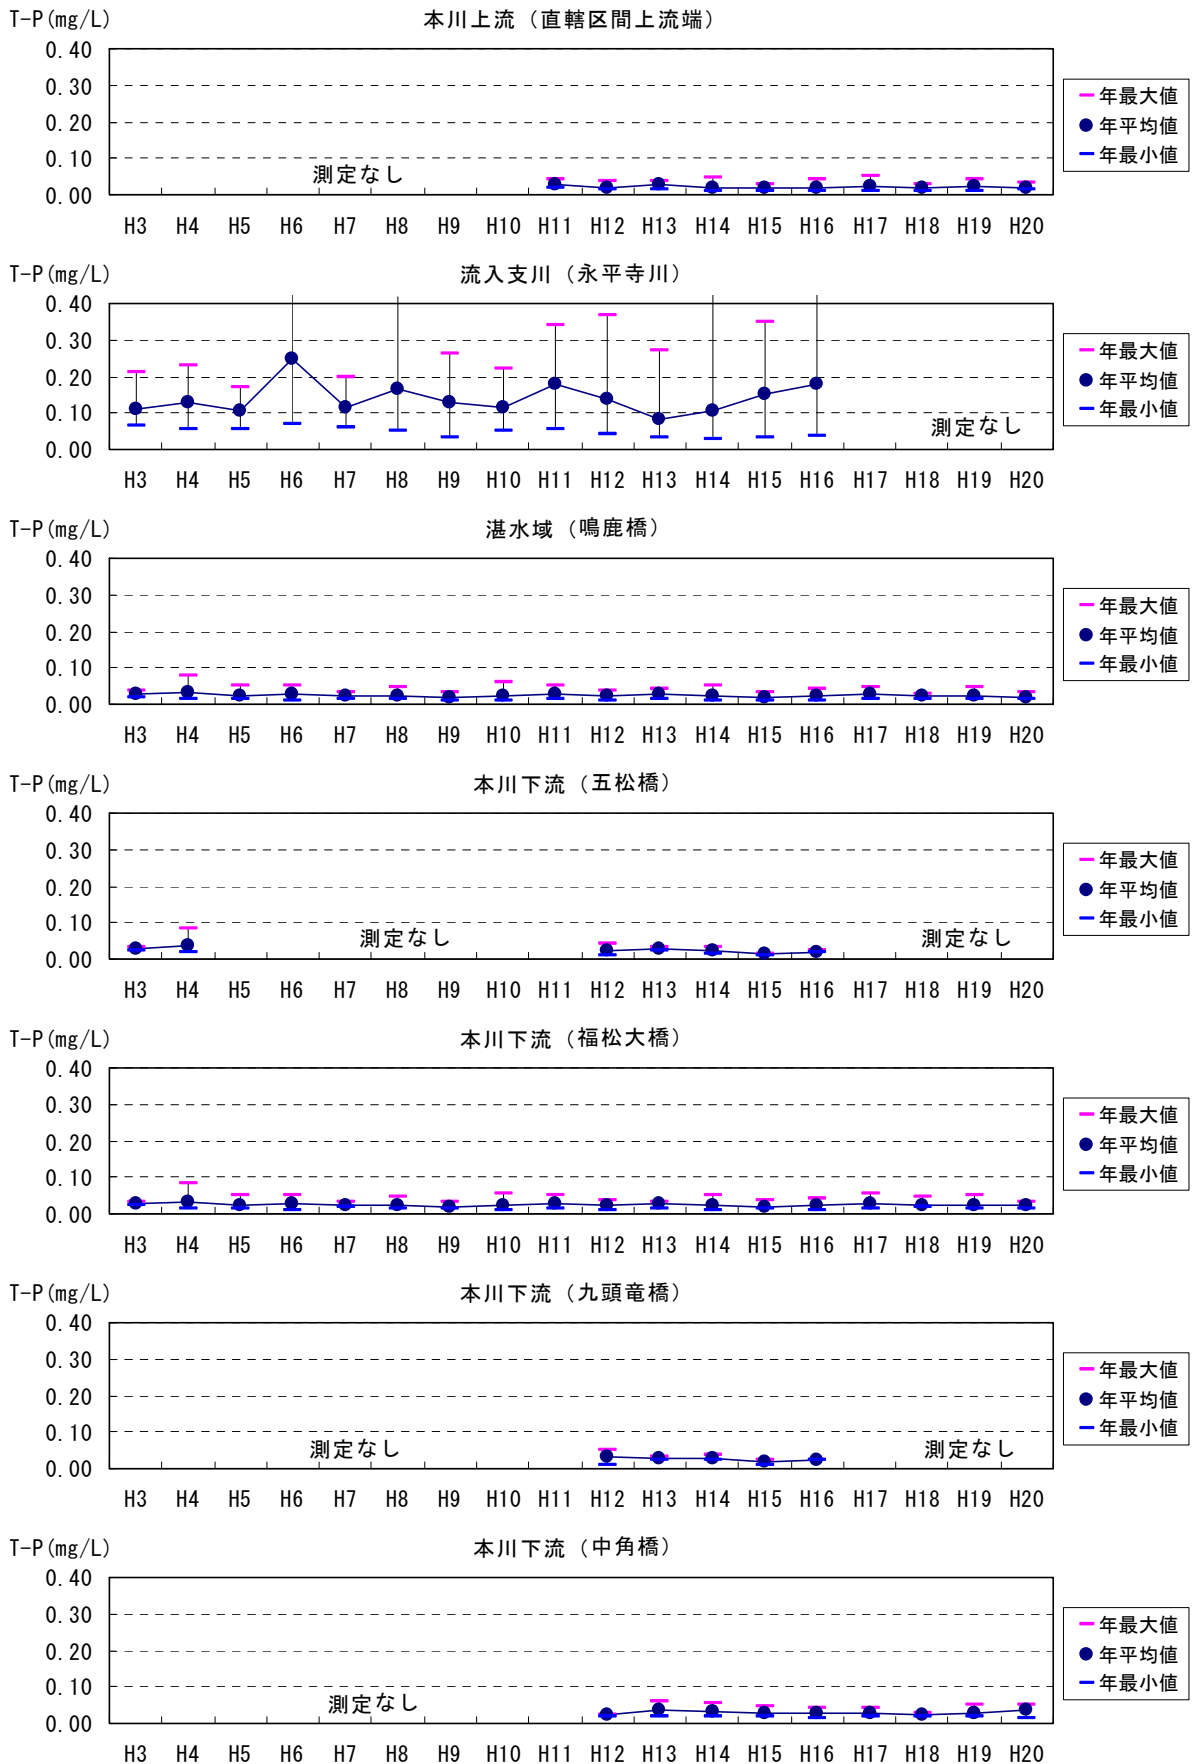 T-P(mg/L) 本川上流（直轄区間上流端）
0.40
0.30
0.20
0.10
0.00
測定なし
H3 H4 H5 H6 H7 H8 H9 H10 H11 H12 H13 H14 H15 H16 H17 H18 H19 H20
年最大値
年平均値
年最小値
T-P(mg/L) 流入支川（永平寺川）
0.40
0.30
0.20
0.10
0.00
測定なし
H3 H4 H5 H6 H7 H8 H9 H10 H11 H12 H13 H14 H15 H16 H17 H18 H19 H20
年最大値
年平均値
年最小値
T-P(mg/L) 湛水域（鳴鹿橋）
0.40
0.30
0.20
0.10
0.00
H3 H4 H5 H6 H7 H8 H9 H10 H11 H12 H13 H14 H15 H16 H17 H18 H19 H20
年最大値
年平均値
年最小値
T-P(mg/L) 本川下流（五松橋）
0.40
0.30
0.20
0.10
0.00
測定なし 測定なし
H3 H4 H5 H6 H7 H8 H9 H10 H11 H12 H13 H14 H15 H16 H17 H18 H19 H20
年最大値
年平均値
年最小値
T-P(mg/L) 本川下流（福松大橋）
0.40
0.30
0.20
0.10
0.00
H3 H4 H5 H6 H7 H8 H9 H10 H11 H12 H13 H14 H15 H16 H17 H18 H19 H20
年最大値
年平均値
年最小値
T-P(mg/L) 本川下流（九頭竜橋）
0.40
0.30
0.20
0.10
0.00
測定なし 測定なし
H3 H4 H5 H6 H7 H8 H9 H10 H11 H12 H13 H14 H15 H16 H17 H18 H19 H20
年最大値
年平均値
年最小値
T-P(mg/L) 本川下流（中角橋）
0.40
0.30
0.20
0.10
0.00
測定なし
H3 H4 H5 H6 H7 H8 H9 H10 H11 H12 H13 H14 H15 H16 H17 H18 H19 H20
年最大値
年平均値
年最小値